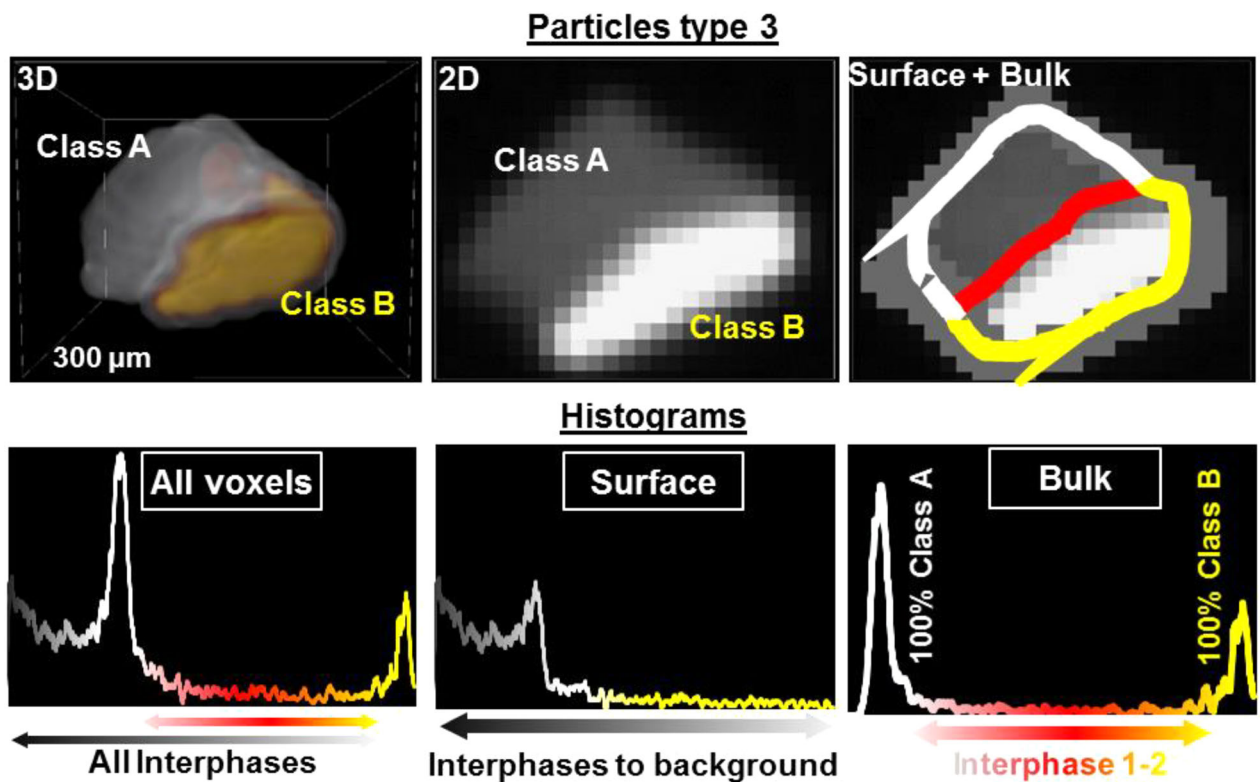 Particles type 3
3D
Class A
Class B
300 µm
2D
Class A
Class B
Surface + Bulk
Histograms
All voxels
All Interphases
Surface
Interphases to background
Bulk
100% Class A
100% Class B
Interphase 1-2